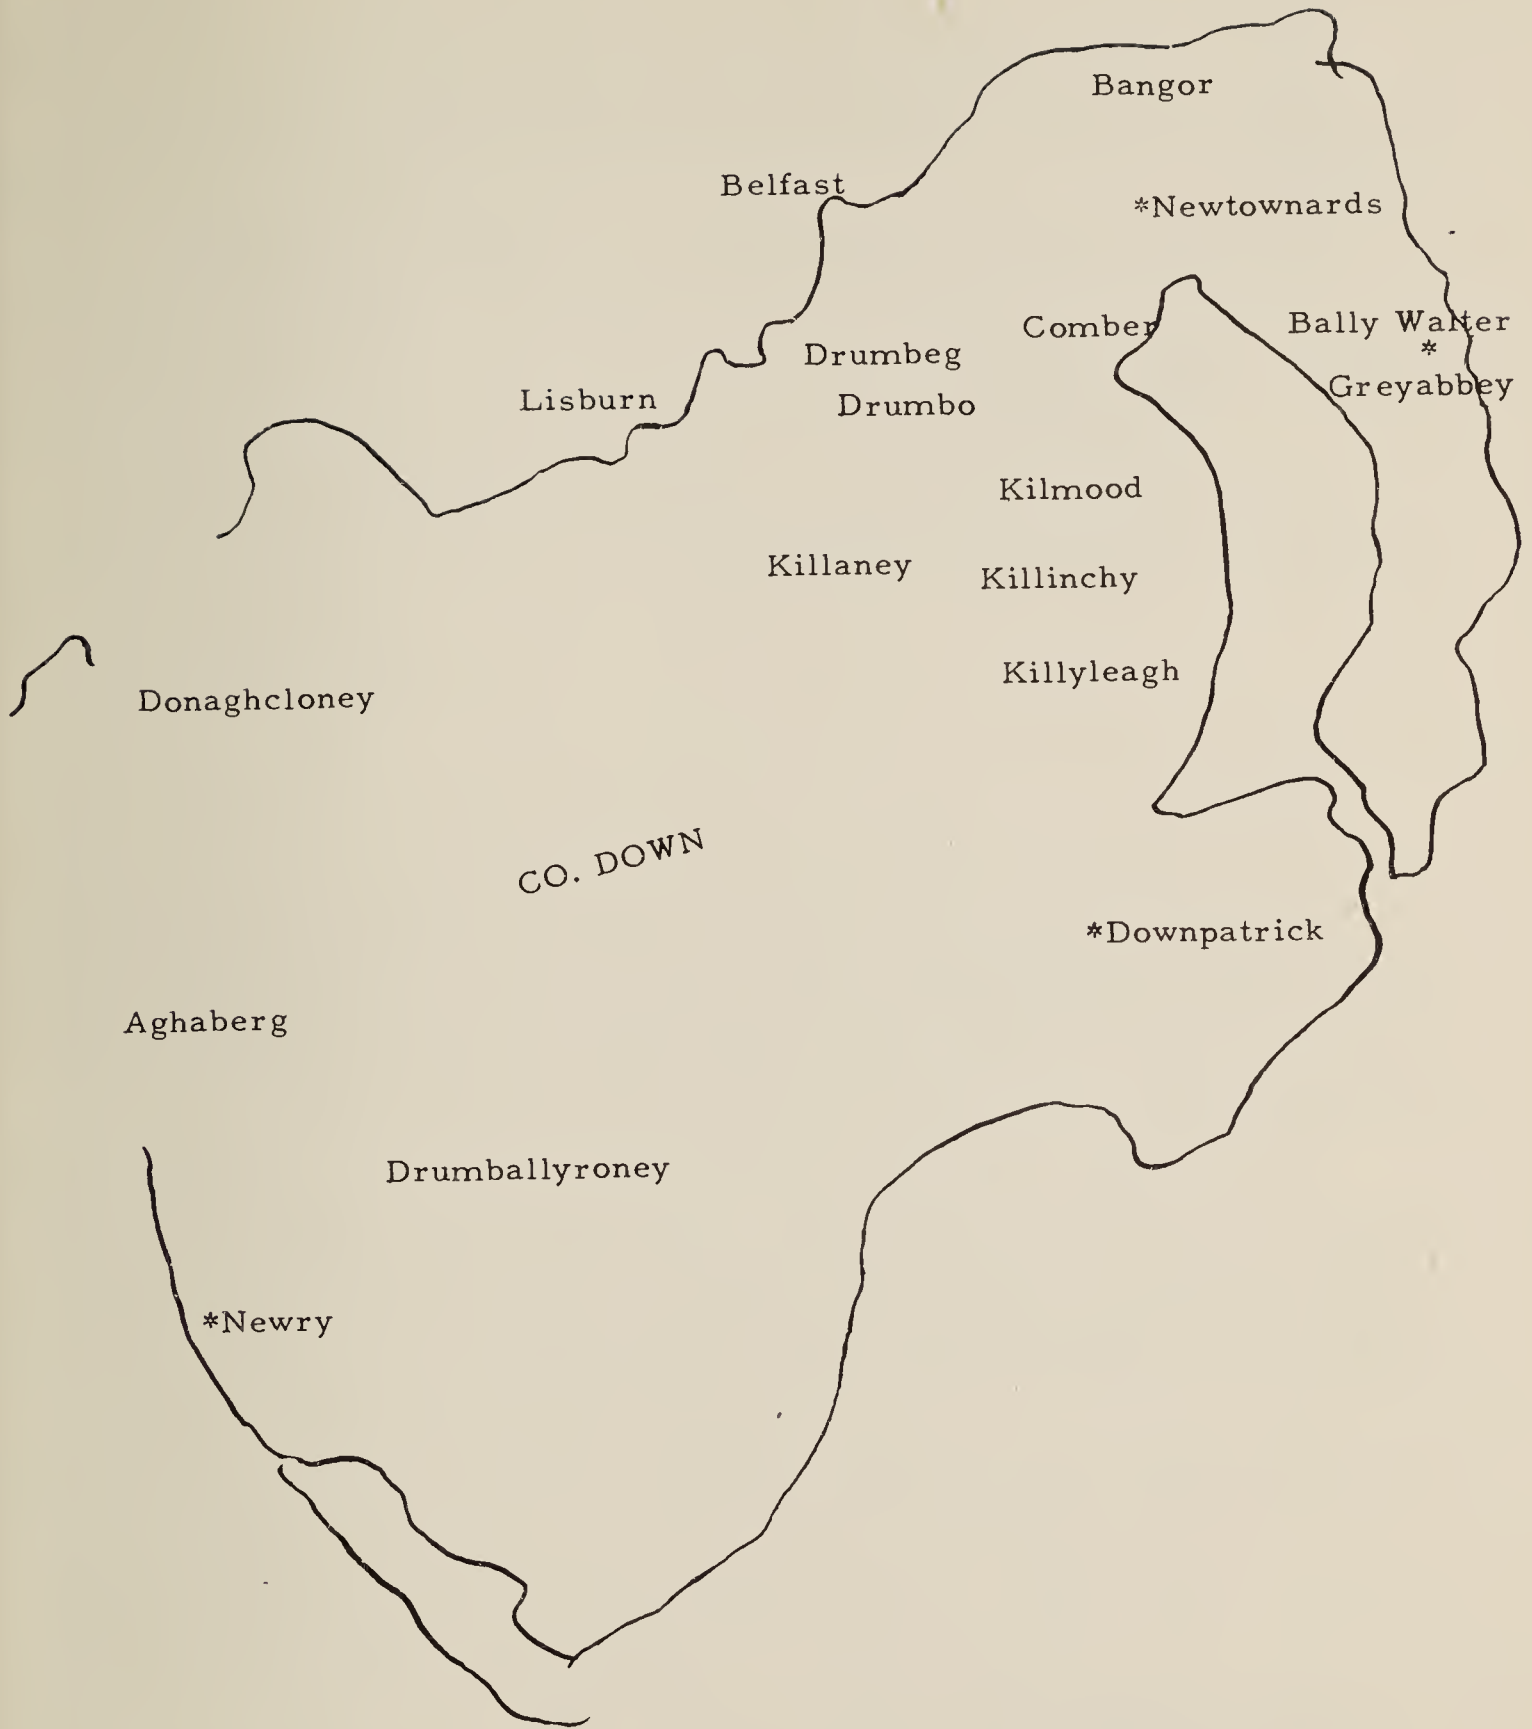 Bangor
Belfast
*Newtownards
Comber
Bally Walter
*
Drumbeg
Greyabbey
Lisburn
Drumbo
Kilmood
Killaney
Killinchy
Killyleagh
Donaghcloney
CO. DOWN
*Downpatrick
Aghaberg
Drumballyroney
*Newry